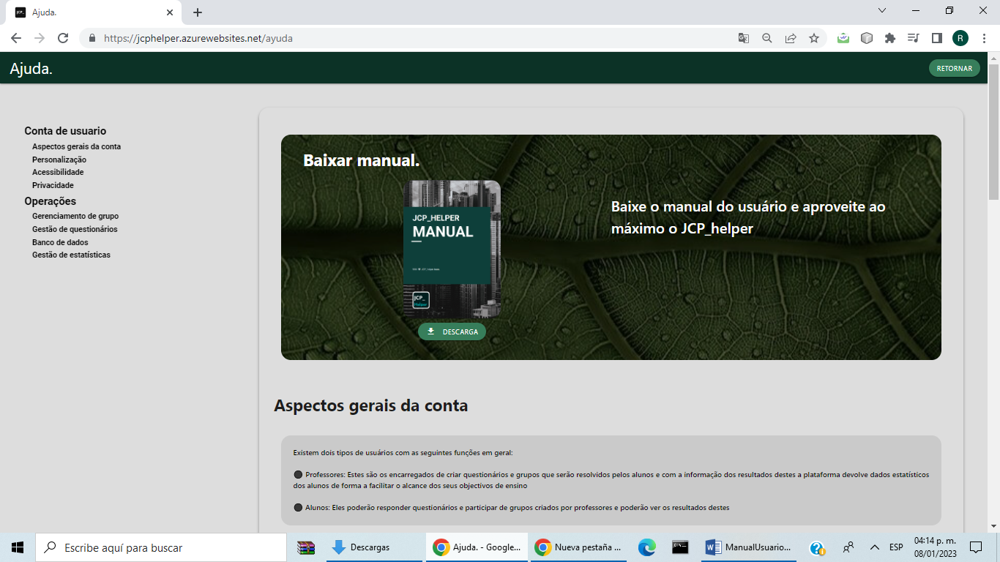 Ajuda.
https://jcphelper.azurewebsites.net/ayuda
R
Ajuda.
RETORNAR
Conta de usuario
Aspectos gerais da conta
Personalização
Acessibilidade
Privacidade
Operações
Gerenciamento de grupo
Gestão de questionários
Banco de dados
Gestão de estatísticas
Baixar manual.
JCP_HELPER
MANUAL
JCP_
Helper
DESCARGA
Baixe o manual do usuário e aproveite ao
máximo o JCP_helper
Aspectos gerais da conta
Existem dois tipos de usuários com as seguintes funções em geral:
⚫ Professores: Estes são os encarregados de criar questionários e grupos que serão resolvidos pelos alunos e com a informação dos resultados destes a plataforma devolve dados estatísticos
dos alunos de forma a facilitar o alcance dos seus objectivos de ensino
⚫ Alunos: Eles poderão responder questionários e participar de grupos criados por professores e poderão ver os resultados destes
Escribe aquí para buscar
Descargas
Ajuda. - Google...
Nueva pestaña ...
ManualUsuario...
ESP
04:14 p. m.
08/01/2023